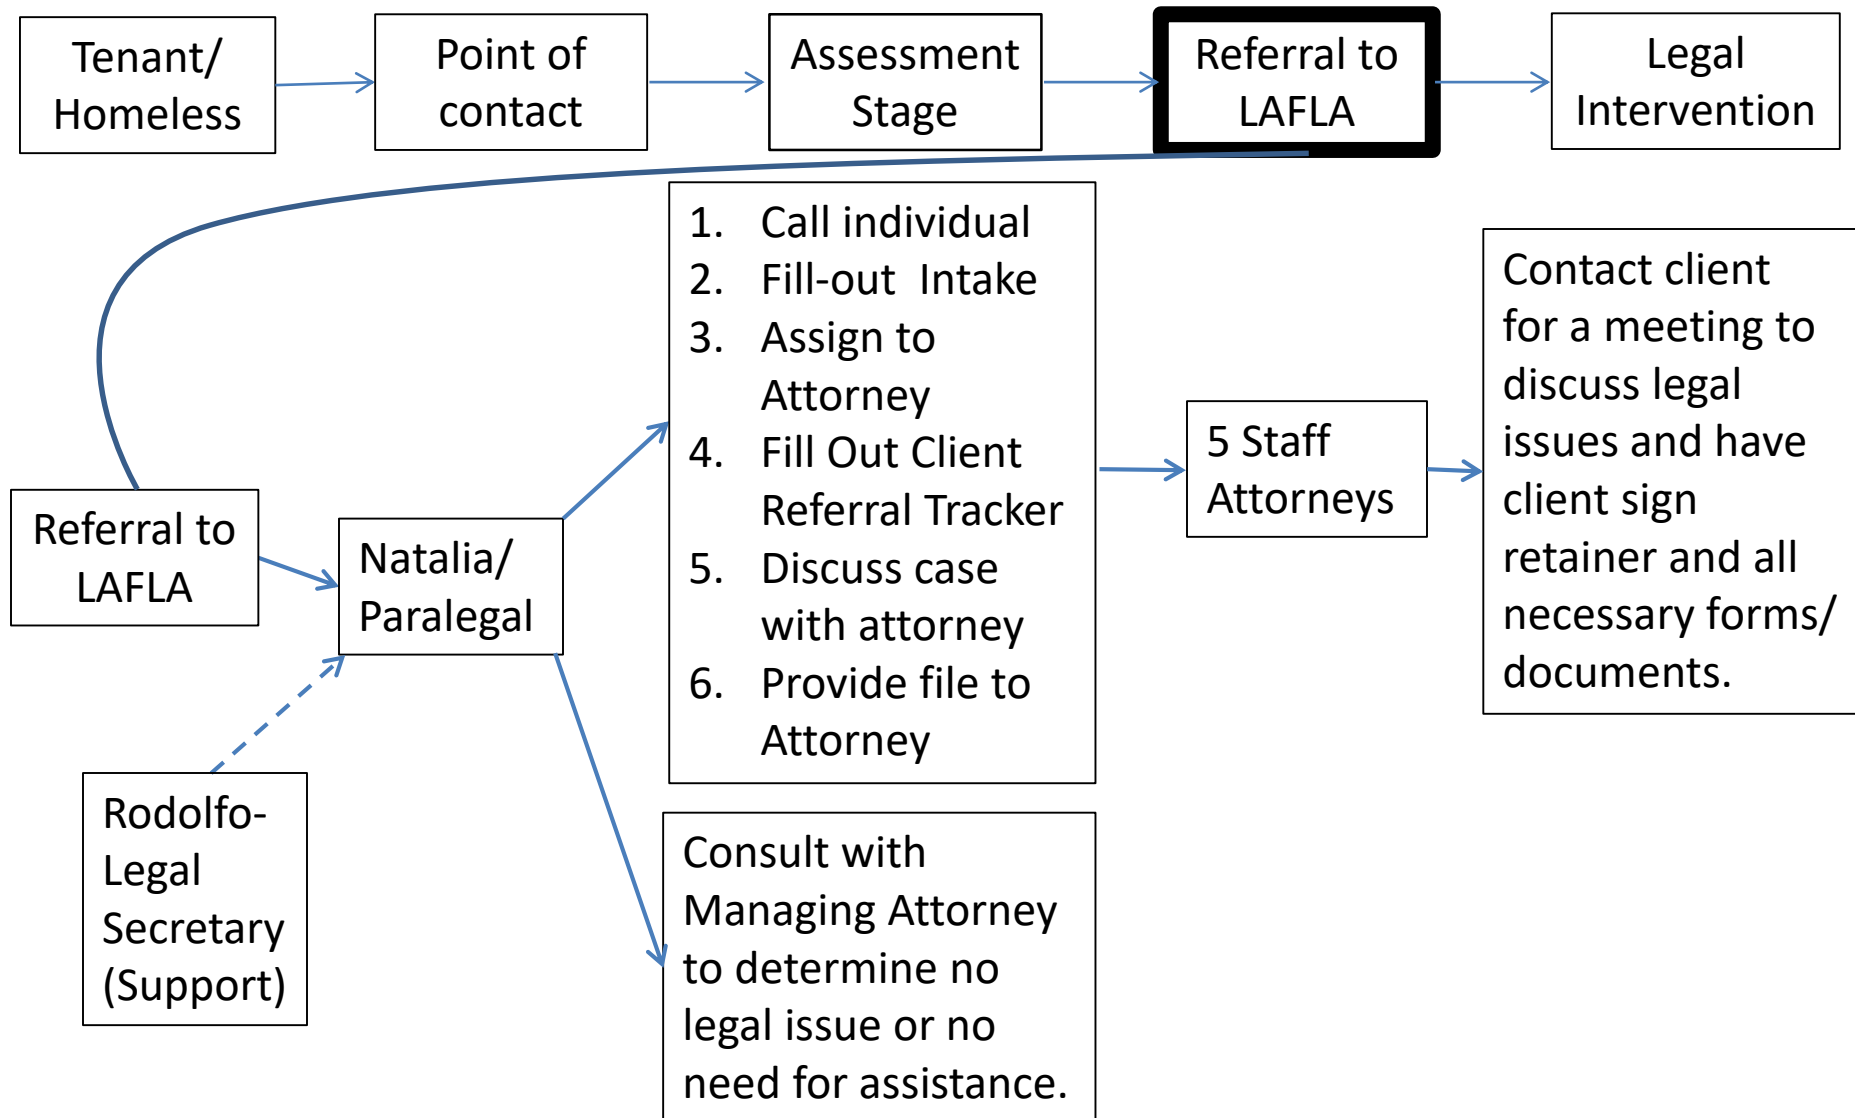 Tenant/
Homeless
Point of
contact
Assessment
Stage
Referral to
LAFLA
Legal
Intervention
1. Call individual
2. Fill-out Intake
3. Assign to
Attorney
4. Fill Out Client
Referral Tracker
5. Discuss case
with attorney
6. Provide file to
Attorney
Contact client
for a meeting to
discuss legal
issues and have
client sign
retainer and all
necessary forms/
documents.
5 Staff
Attorneys
Referral to
LAFLA
Natalia/
Paralegal
Rodolfo-
Legal
Secretary
(Support)
Consult with
Managing Attorney
to determine no
legal issue or no
need for assistance.